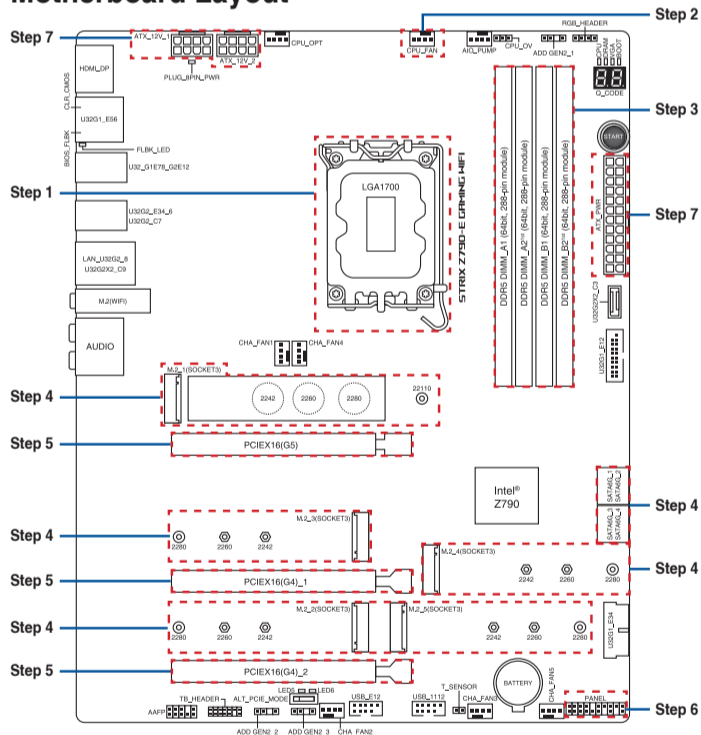 Motherboard Layout
Step 2
RGB_HEADER
Step 7
ATX_12V_1
ATX_12V_2
CPU_OPT
CPU_FAN
AIO_PUMP
CPU_OV
ADD GEN2_1
CPU
DRAM
VGA
BOOT
Q_CODE
PLUG_8PIN_PWR
HDMI_DP
CLR_CMOS
U32G1_E56
BIOS_FLBK
FLBK_LED
U32_G1E78_G2E12
Step 3
START
Step 1
LGA1700
STRIX Z790-E GAMING WIFI
DDR5 DIMM_A1 (64bit, 288-pin module)
DDR5 DIMM_A2 (64bit, 288-pin module)
DDR5 DIMM_B1 (64bit, 288-pin module)
DDR5 DIMM_B2 (64bit, 288-pin module)
ATX_PWR
Step 7
U32G2_E34_6
U32G2_C7
LAN_U32G2_8
U32G2X2_C9
M.2(WIFI)
AUDIO
U32G2X2_C3
U32G1_E12
CHA_FAN1
CHA_FAN4
M.2_1(SOCKET3)
Step 4
2242
2260
2280
22110
Step 5
PCIEX16(G5)
Intel®
Z790
SATA6G_1
SATA6G_2
SATA6G_3
SATA6G_4
Step 4
Step 4
M.2_3(SOCKET3)
2280
2260
2242
M.2_4(SOCKET3)
2242
2260
2280
Step 4
Step 5
PCIEX16(G4)_1
Step 4
M.2_2(SOCKET3)
M.2_5(SOCKET3)
2280
2260
2242
2242
2260
2280
U32G1_E34
Step 5
PCIEX16(G4)_2
BATTERY
LED5
LED6
TB_HEADER
ALT_PCIE_MODE
USB_E12
USB_1112
T_SENSOR
CHA_FAN3
CHA_FAN5
PANEL
Step 6
AAFP
ADD GEN2_2
ADD GEN2_3
CHA_FAN2